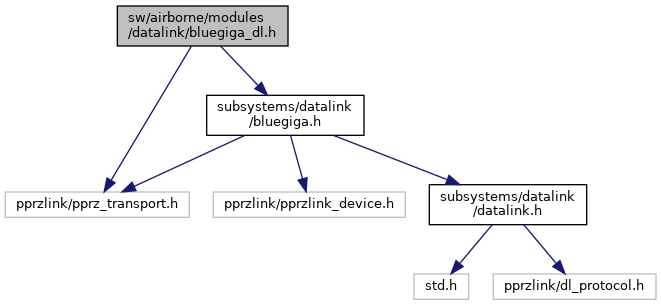 sw/airborne/modules
/datalink/bluegiga_dl.h
subsystems/datalink
/bluegiga.h
pprzlink/pprz_transport.h
pprzlink/pprzlink_device.h
subsystems/datalink
/datalink.h
std.h
pprzlink/dl_protocol.h